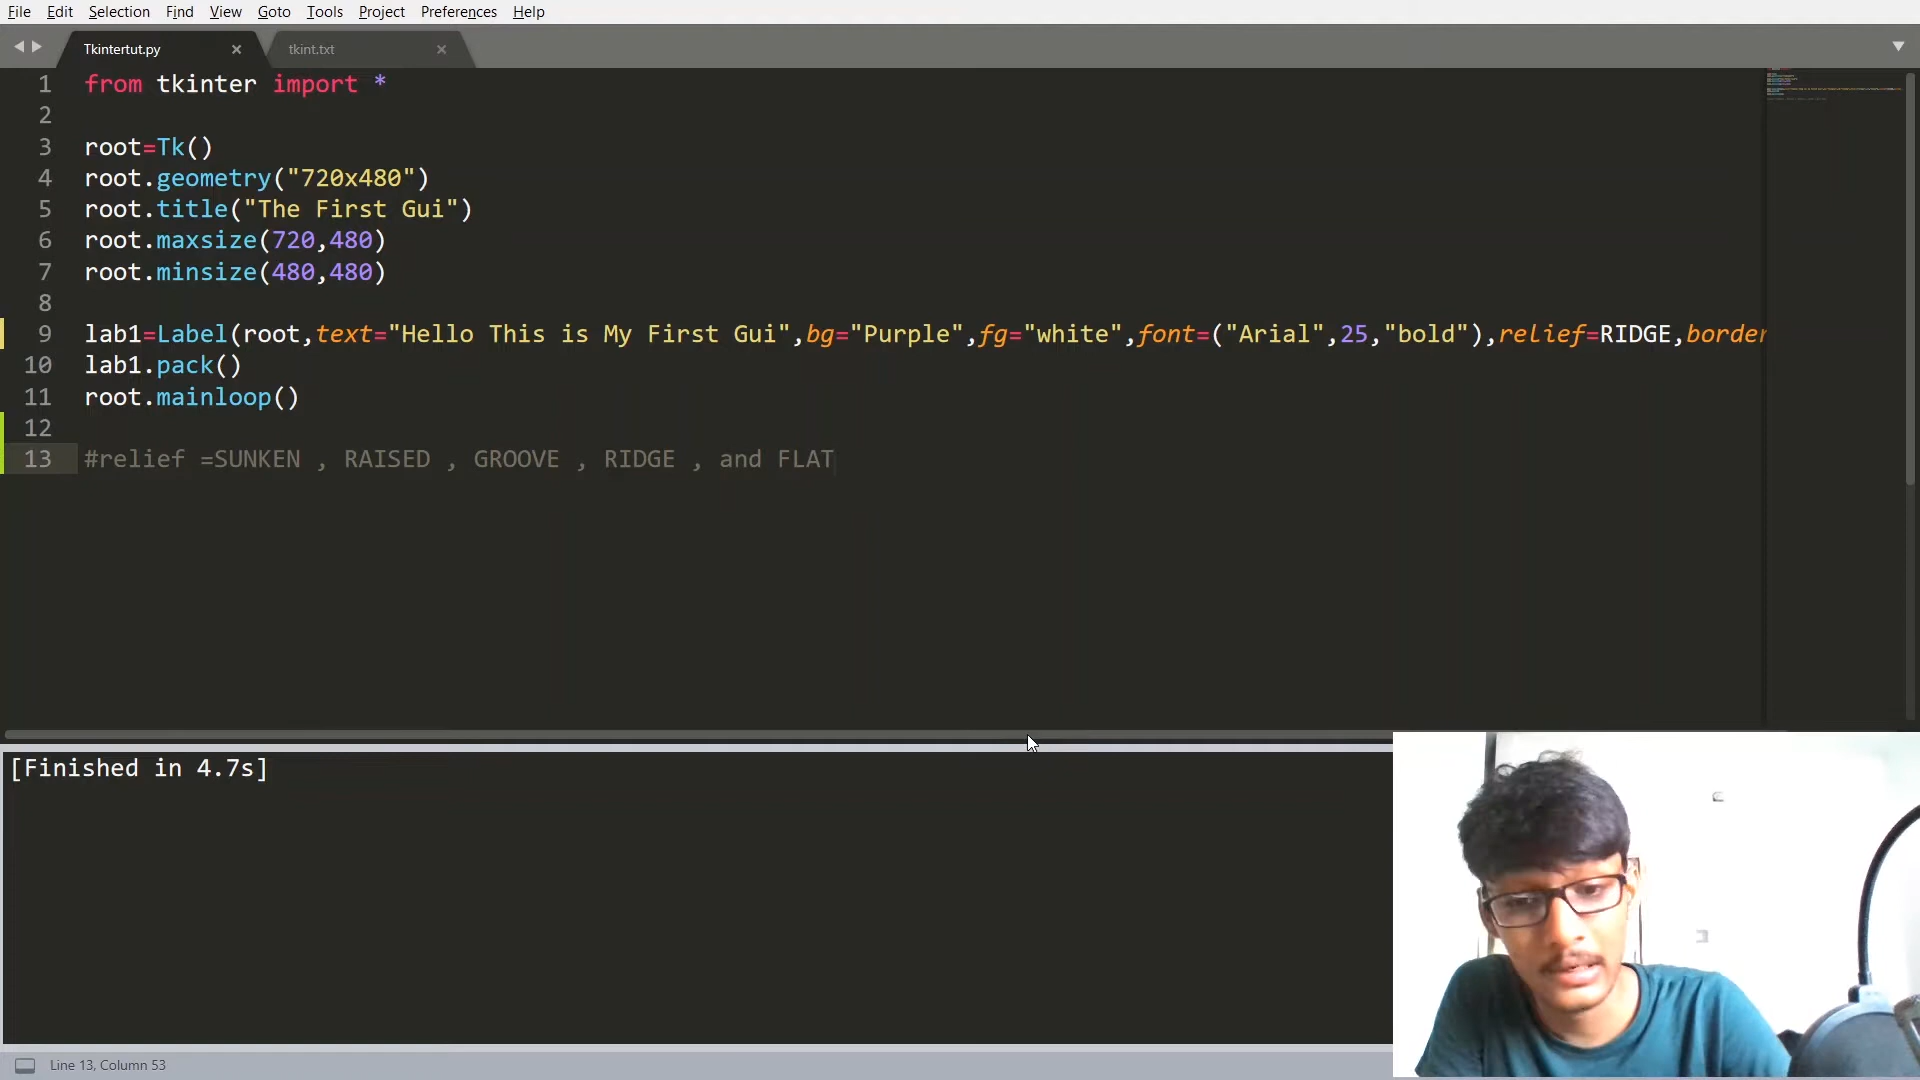 File Edit Selection Find View Goto Tools Project Preferences Help
Tkintertut.py × tkint.txt ×
1 from tkinter import *
2
3 root=Tk()
4 root.geometry("720x480")
5 root.title("The First Gui")
6 root.maxsize(720,480)
7 root.minsize(480,480)
8
9 lab1=Label(root,text="Hello This is My First Gui",bg="Purple",fg="white",font=("Arial",25,"bold"),relief=RIDGE,border
10 lab1.pack()
11 root.mainloop()
12
13 #relief =SUNKEN , RAISED , GROOVE , RIDGE , and FLAT
[Finished in 4.7s]
Line 13, Column 53